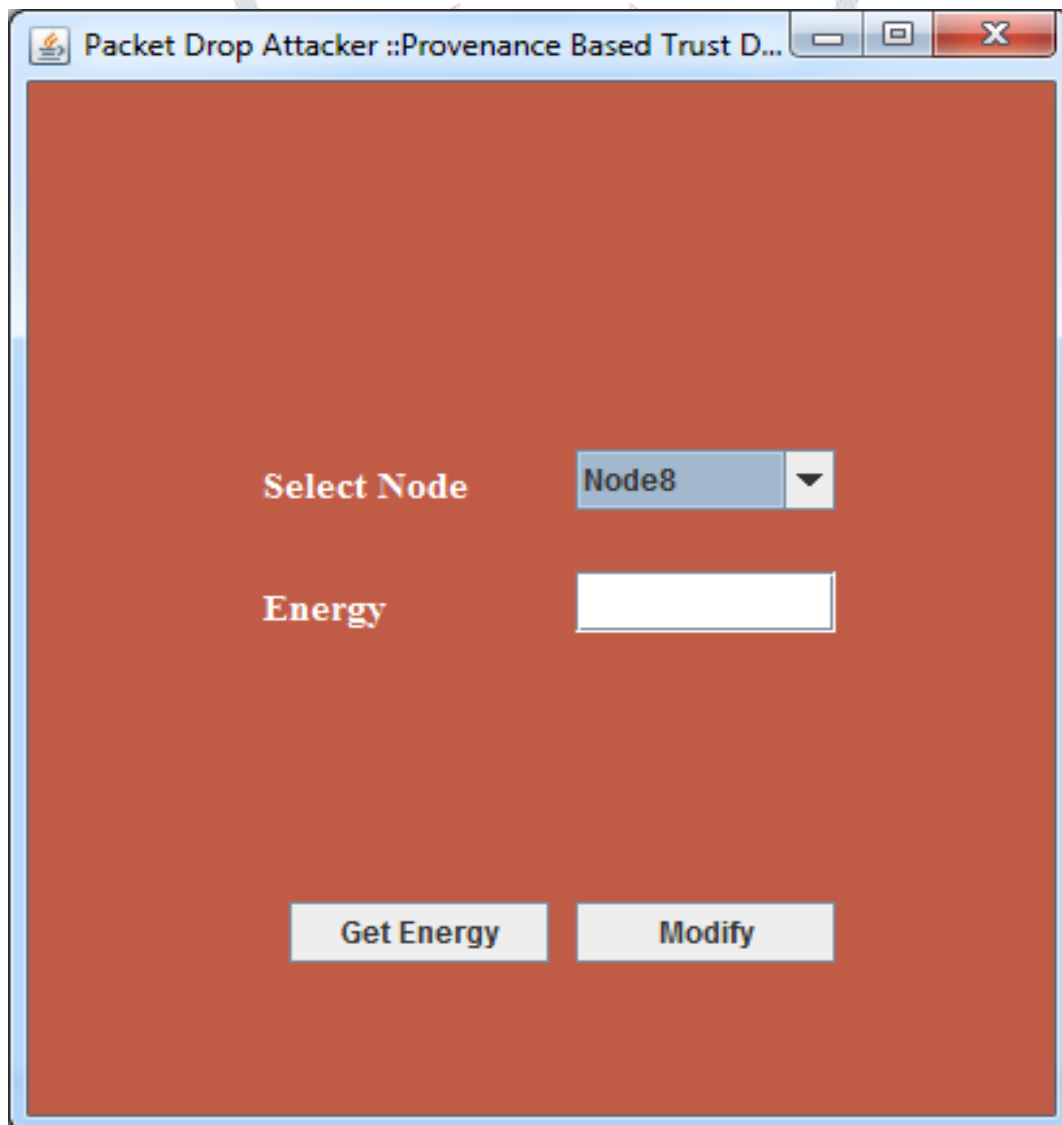 Packet Drop Attacker ::Provenance Based Trust D...
Select Node Node8
Energy
Get Energy Modify